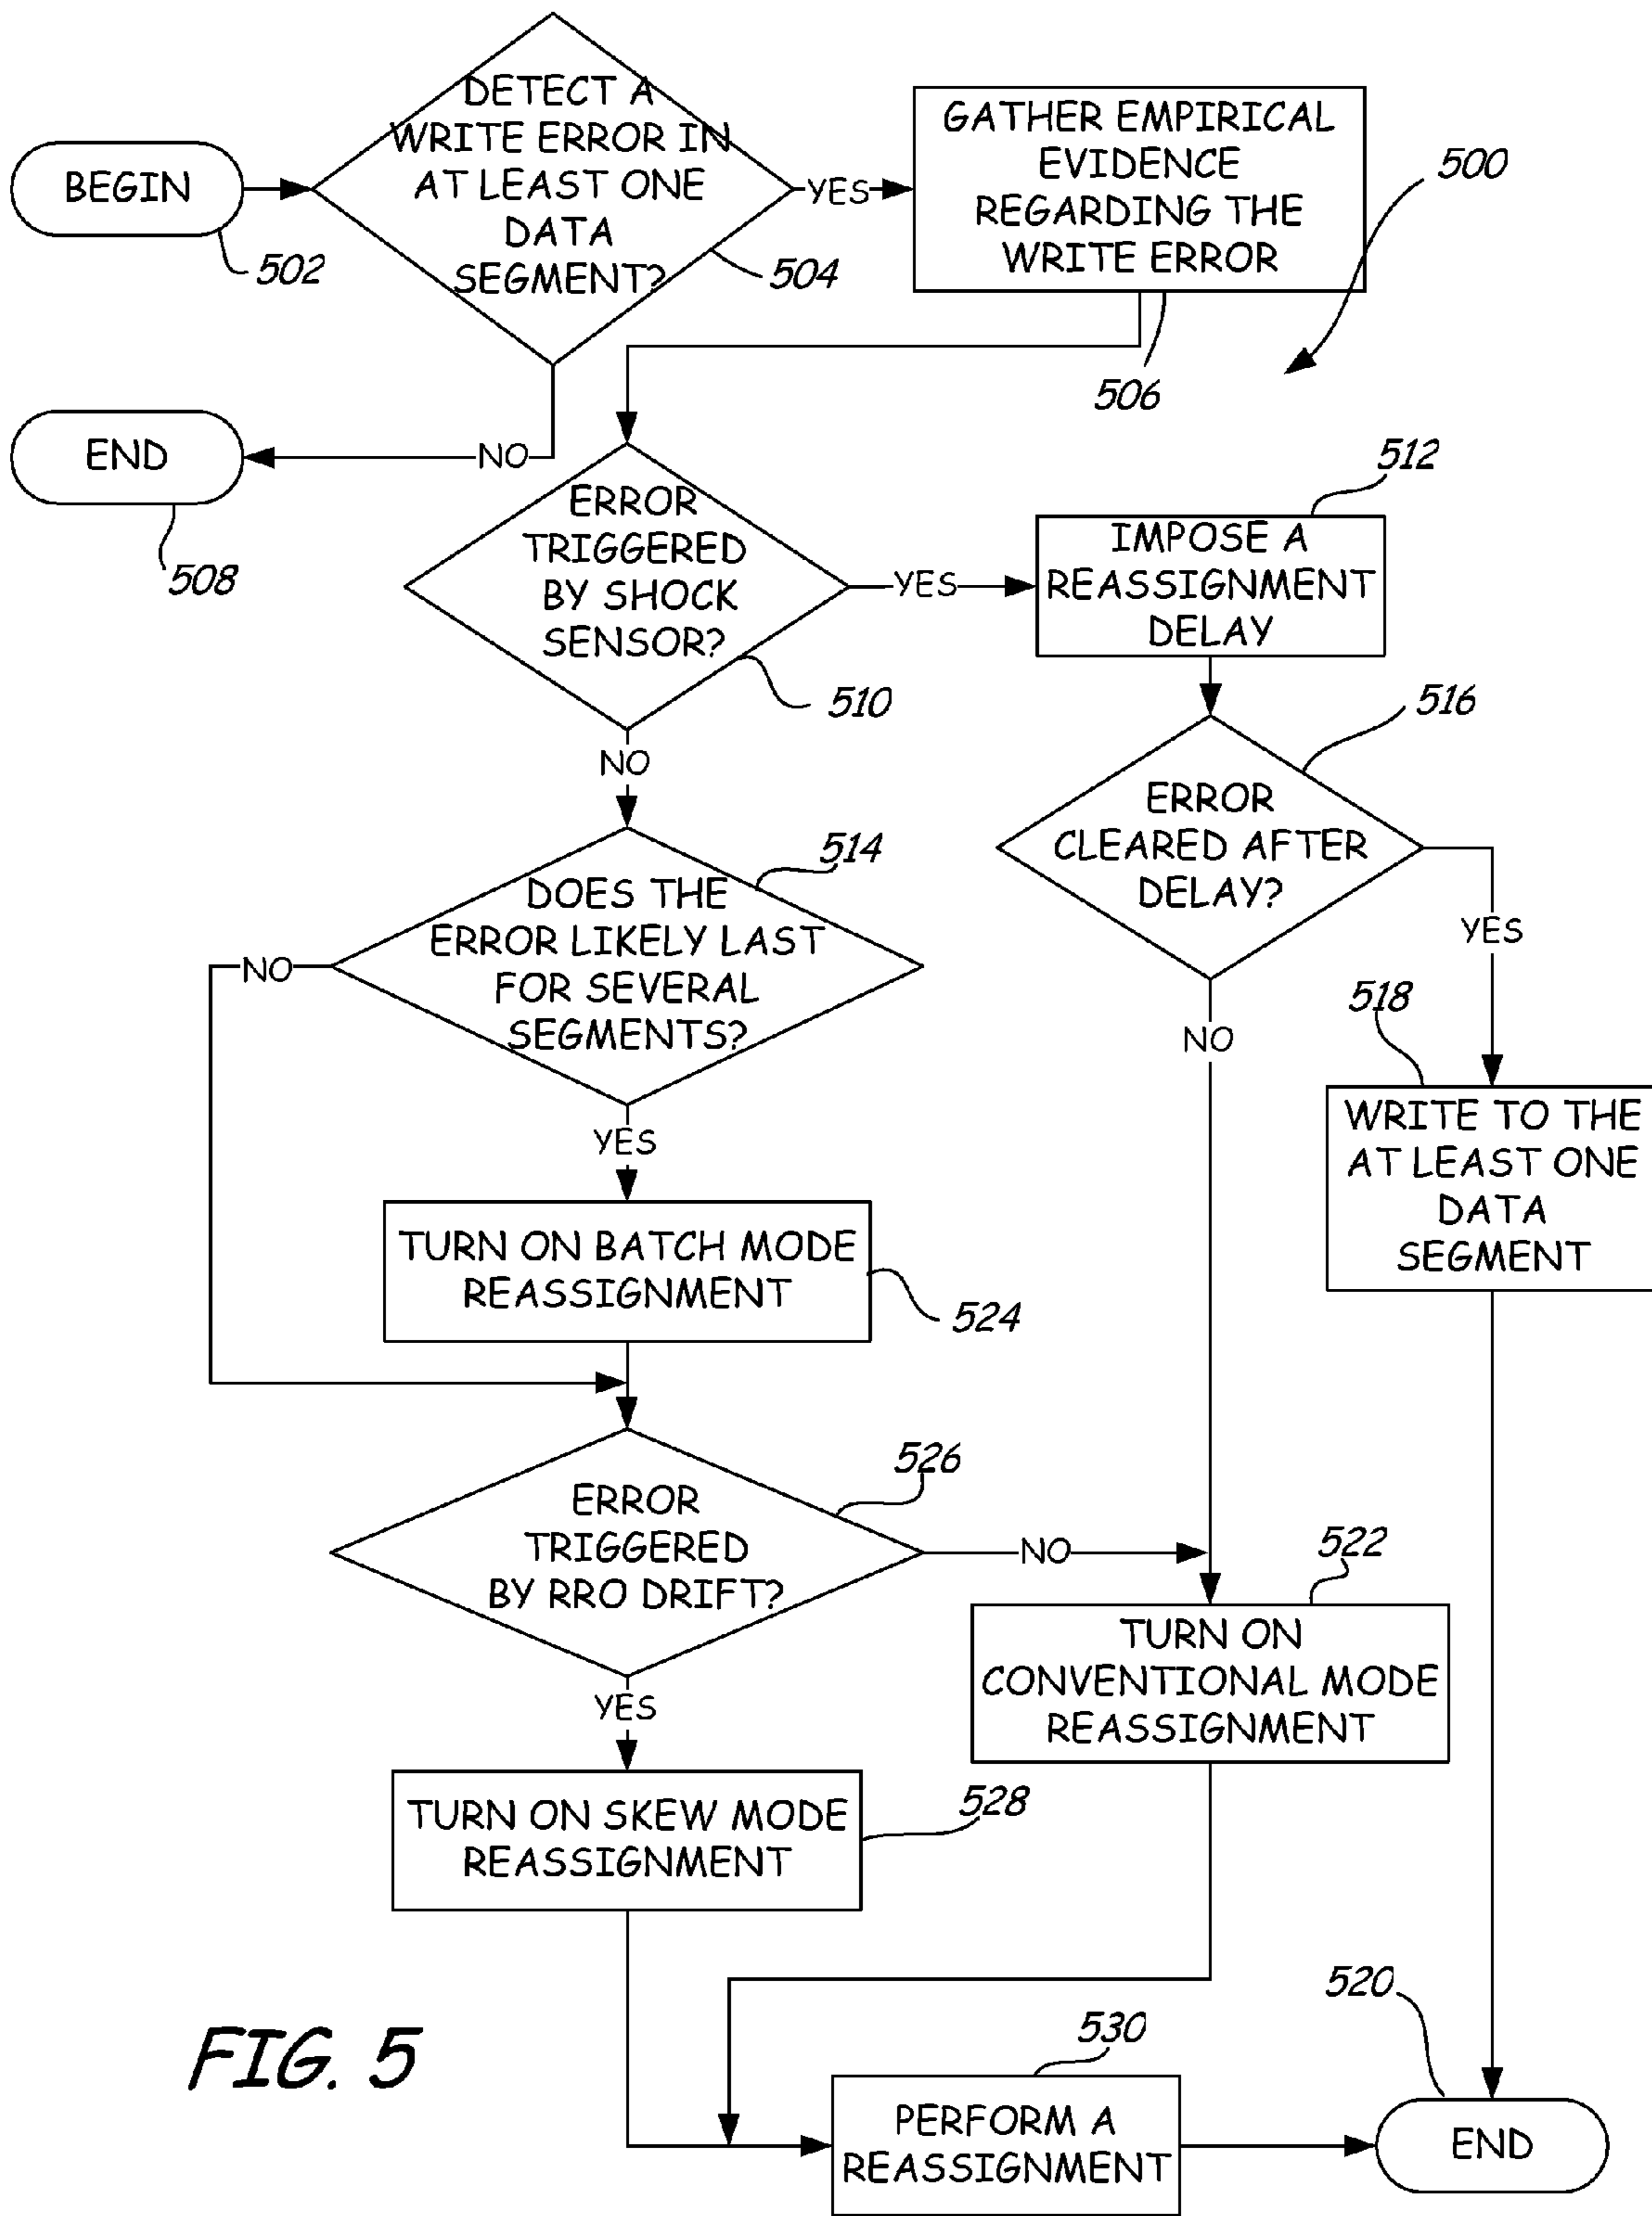 DETECT A
WRITE ERROR IN
AT LEAST ONE
DATA
SEGMENT?
BEGIN
502
504
YES
GATHER EMPIRICAL
EVIDENCE
REGARDING THE
WRITE ERROR
500
506
NO
END
508
ERROR
TRIGGERED
BY SHOCK
SENSOR?
510
YES
512
IMPOSE A
REASSIGNMENT
DELAY
NO
516
ERROR
CLEARED AFTER
DELAY?
YES
NO
514
DOES THE
ERROR LIKELY LAST
FOR SEVERAL
SEGMENTS?
NO
YES
518
WRITE TO THE
AT LEAST ONE
DATA
SEGMENT
TURN ON BATCH MODE
REASSIGNMENT
524
526
ERROR
TRIGGERED
BY RRO DRIFT?
NO
YES
522
TURN ON
CONVENTIONAL MODE
REASSIGNMENT
TURN ON SKEW MODE
REASSIGNMENT
528
530
PERFORM A
REASSIGNMENT
520
END
FIG. 5